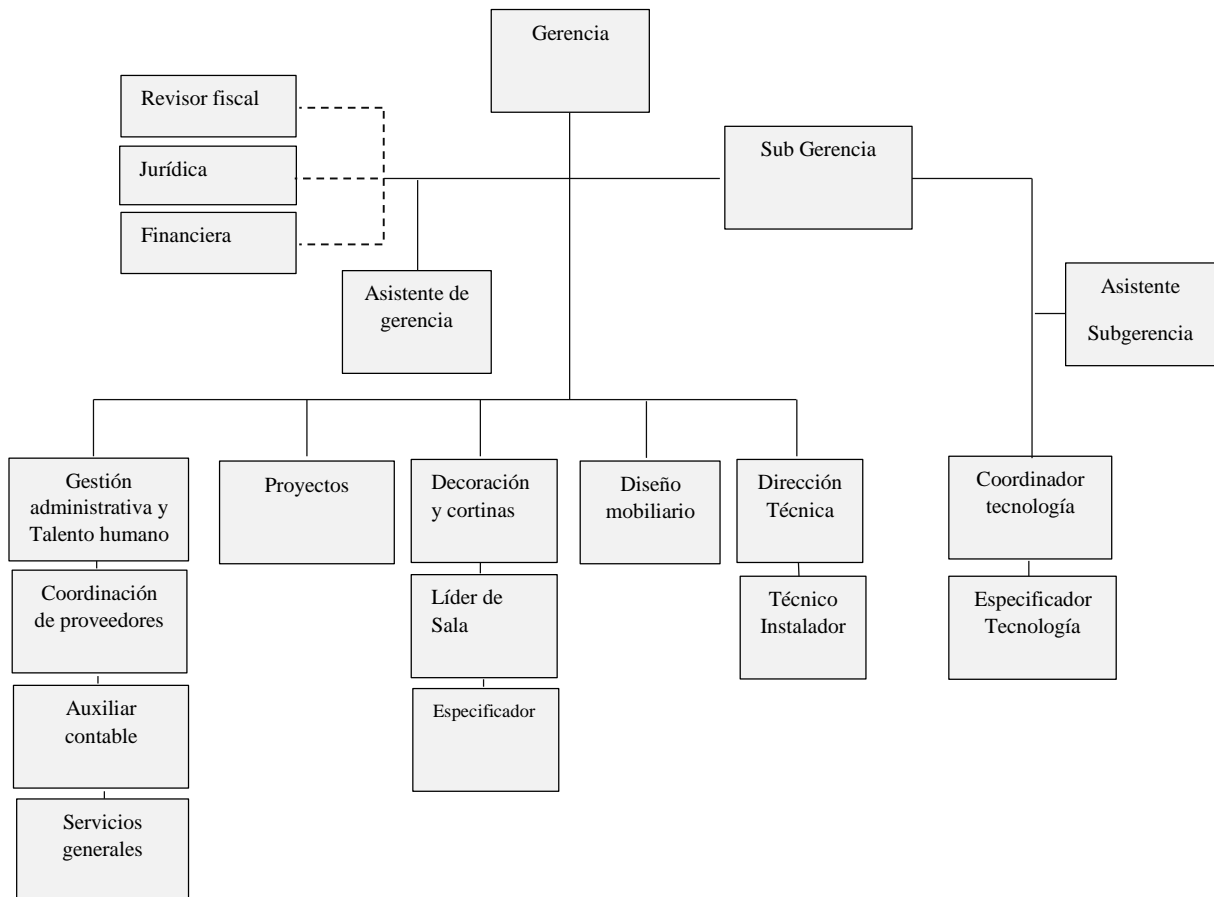 Gerencia
Revisor fiscal
Sub Gerencia
Jurídica
Financiera
Asistente de
gerencia
Asistente
Subgerencia
Gestión
administrativa y
Talento humano
Proyectos
Decoración
y cortinas
Diseño
mobiliario
Dirección
Técnica
Coordinador
tecnología
Coordinación
de proveedores
Líder de
Sala
Técnico
Instalador
Especificador
Tecnología
Auxiliar
contable
Especificador
Servicios
generales